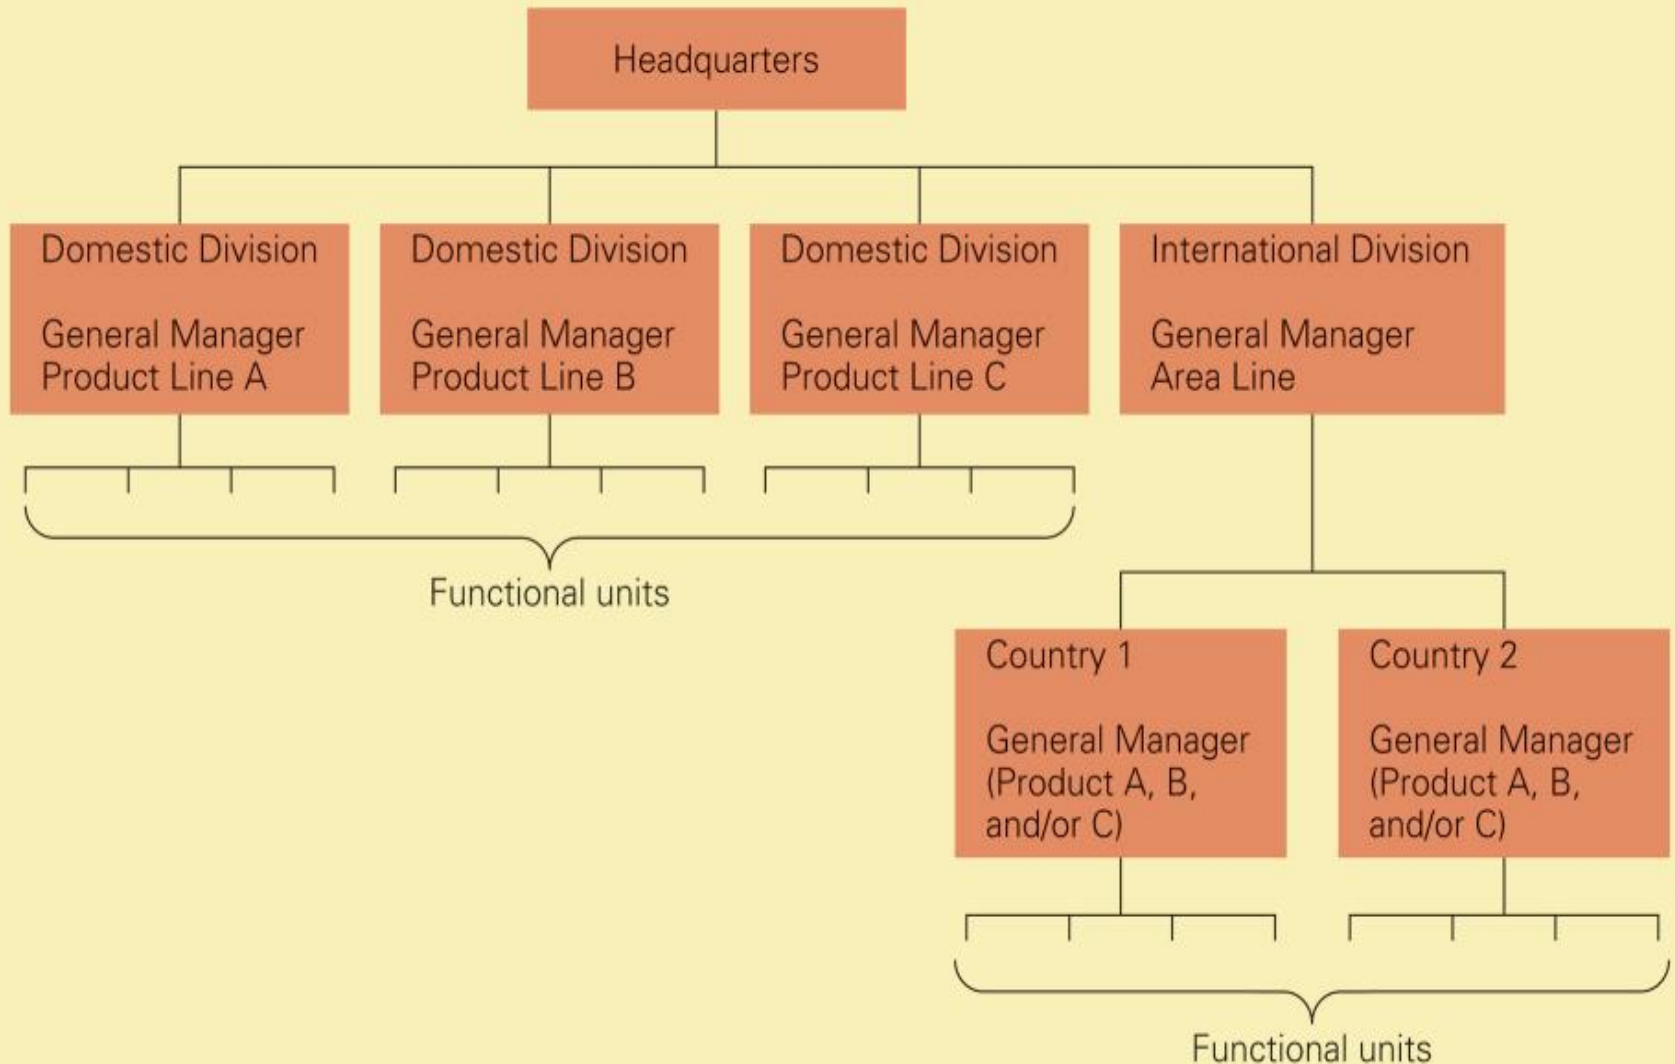 Headquarters
Domestic Division
General Manager
Product Line A
Domestic Division
General Manager
Product Line B
Domestic Division
General Manager
Product Line C
International Division
General Manager
Area Line
Functional units
Country 1
General Manager
(Product A, B,
and/or C)
Country 2
General Manager
(Product A, B,
and/or C)
Functional units